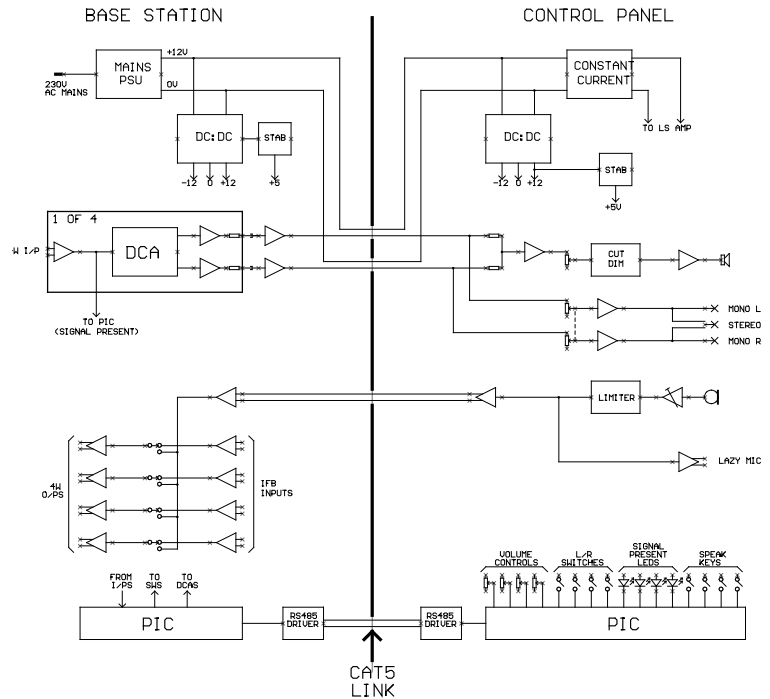 BASE STATION
CONTROL PANEL
+12V
MAINS
PSU
0V
230V
AC MAINS
CONSTANT
CURRENT
TO LS AMP
DC:DC
STAB
-12 0 +12
+5
DC:DC
STAB
-12 0 +12
+5V
1 OF 4
4W I/P
DCA
TO PIC
(SIGNAL PRESENT)
CUT
DIM
MONO L
STEREO
MONO R
LIMITER
LAZY MIC
4W
O/PS
IFB
INPUTS
FROM
I/PS
TO
SWS
TO
DCAS
VOLUME
CONTROLS
L/R
SWITCHES
SIGNAL
PRESENT
LEDS
SPEAK
KEYS
PIC
RS485
DRIVER
RS485
DRIVER
PIC
CAT5
LINK